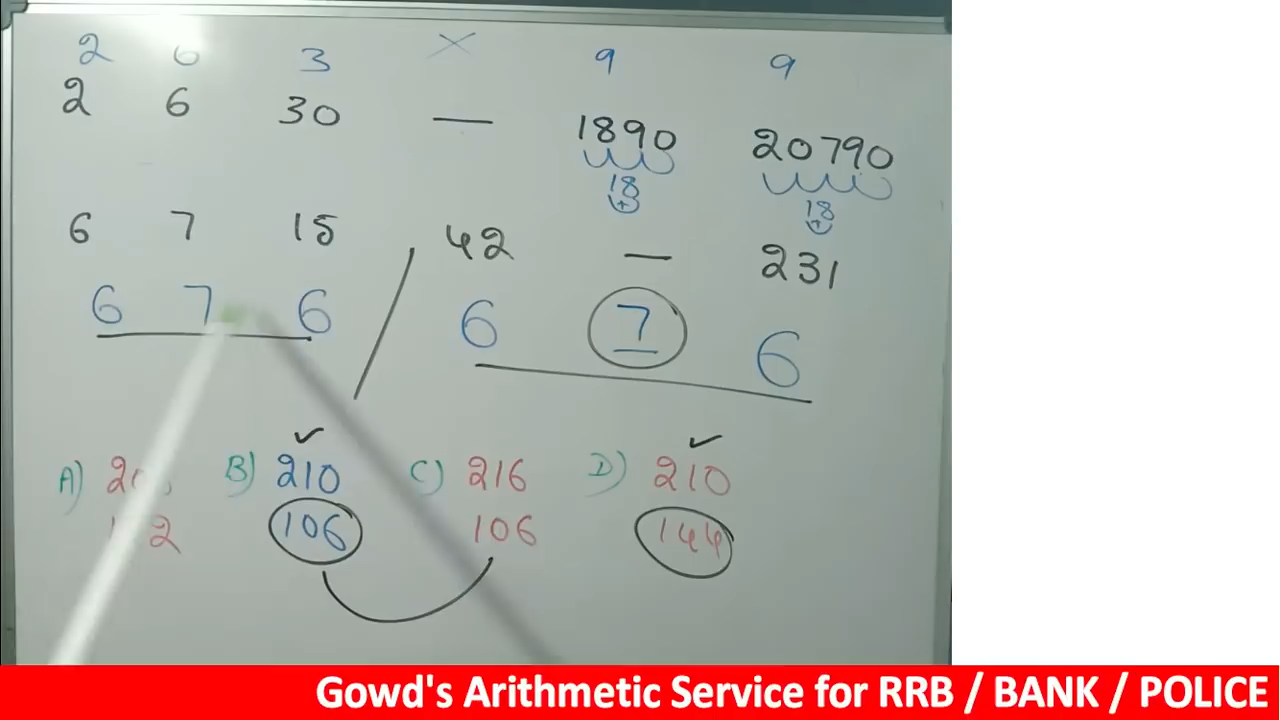 2 6 3 × 9 9
2 6 30 — 1890 20790
18 18
+ +
6 7 15 / 42 — 231
6 7 6 6 7 6
A) B) 210 C) 216 D) 210
106 106 144
Gowd's Arithmetic Service for RRB / BANK / POLICE